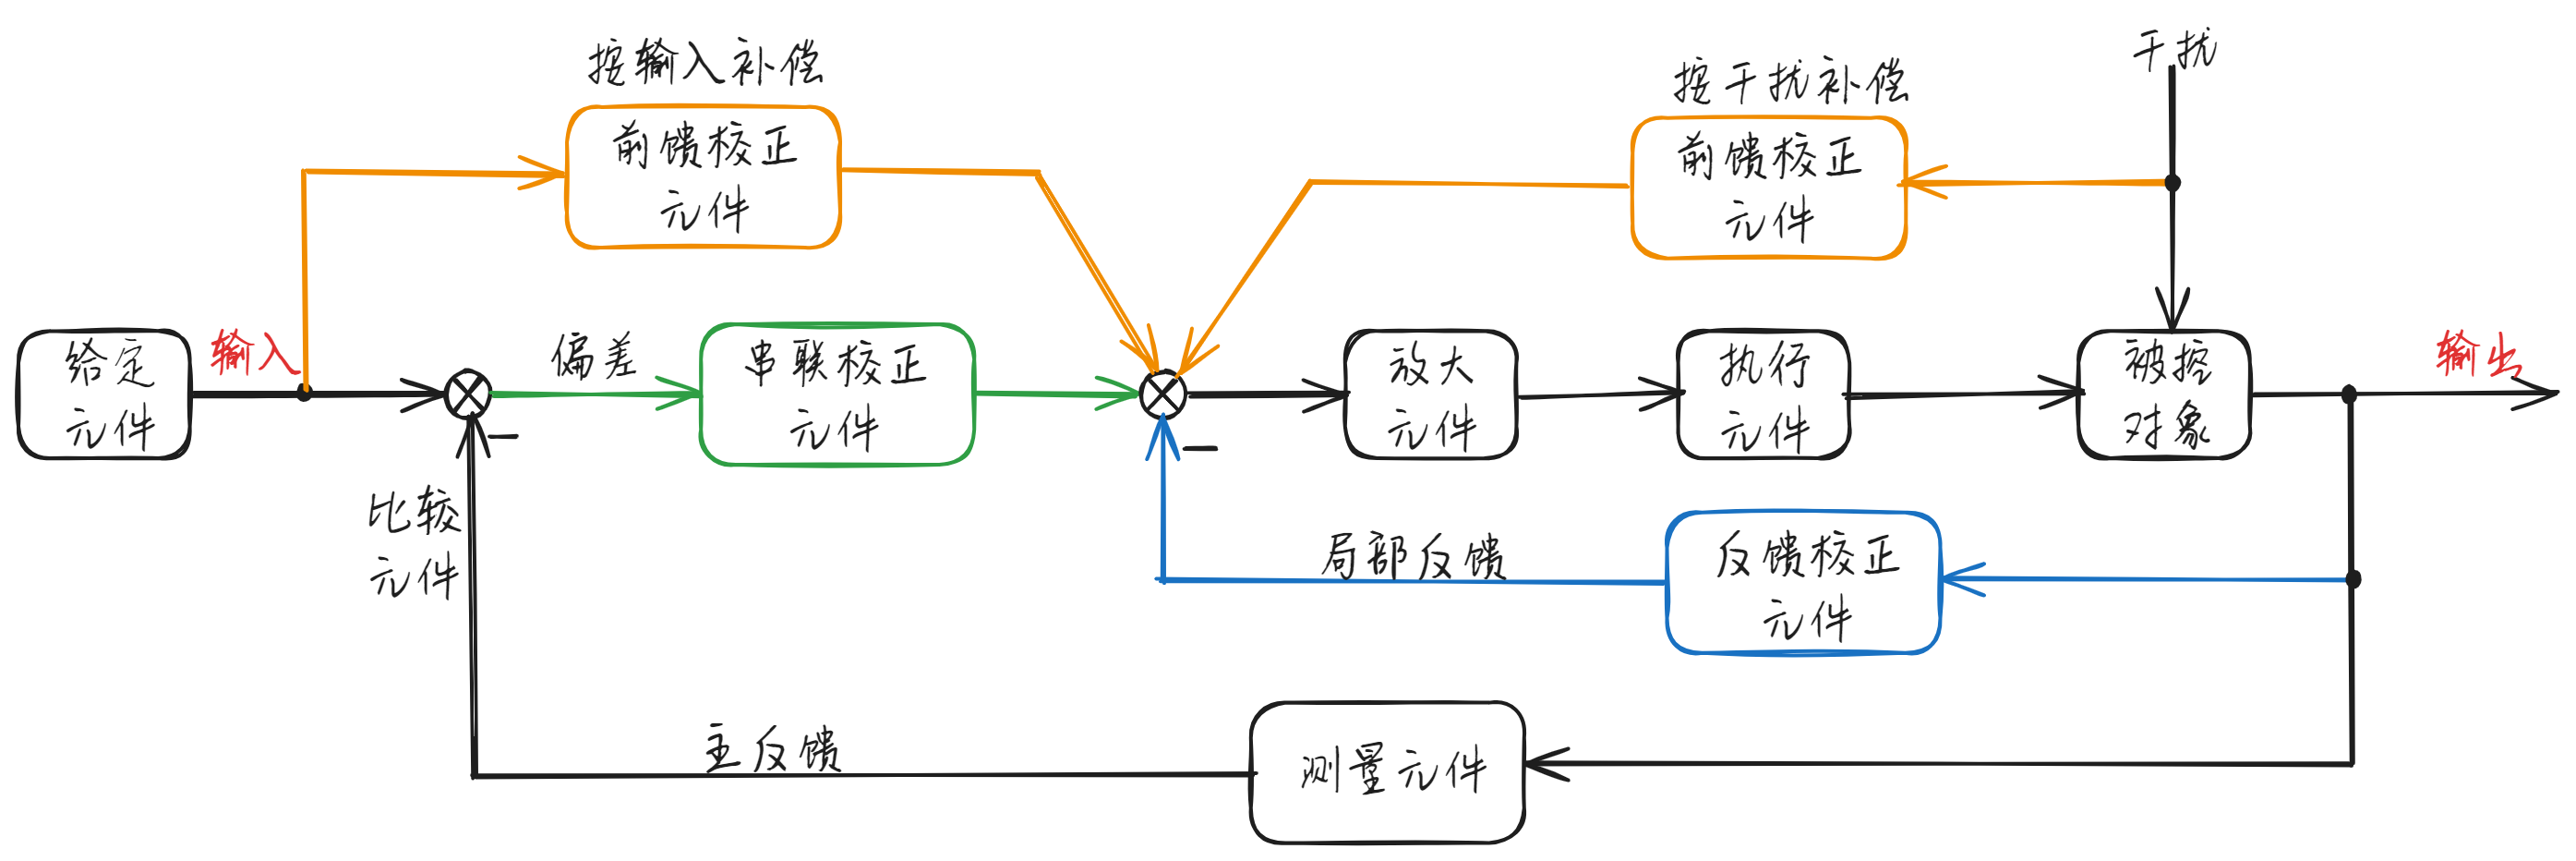 按输入补偿
前馈校正
元件
按干扰补偿
前馈校正
元件
干扰
给定
元件
输入
偏差
串联校正
元件
放大
元件
执行
元件
被控
对象
输出
比较
元件
局部反馈
反馈校正
元件
主反馈
测量元件